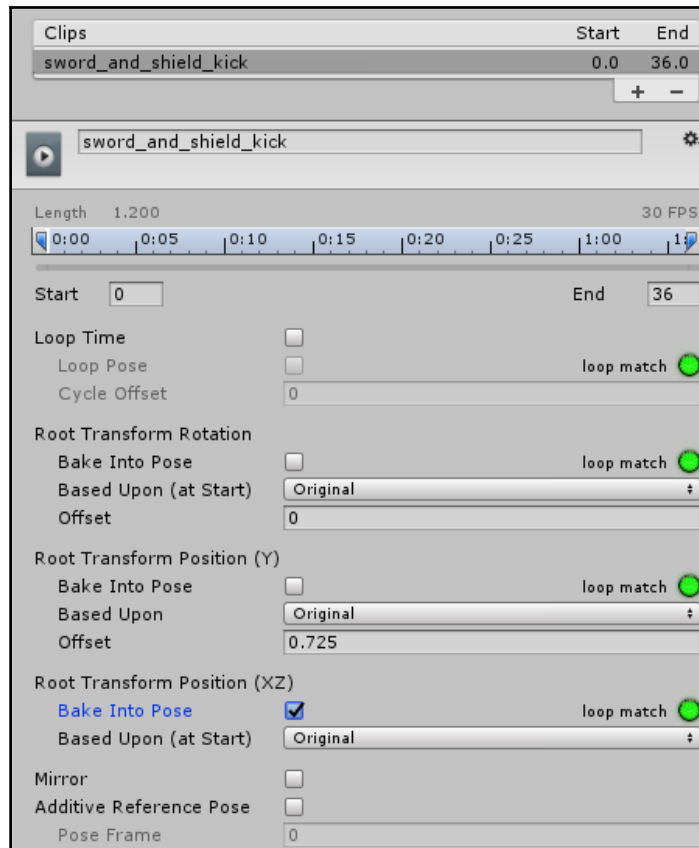 Clips Start End
sword_and_shield_kick 0.0 36.0
+ −
sword_and_shield_kick
Length 1.200 30 FPS
0:00 0:05 0:10 0:15 0:20 0:25 1:00
Start 0 End 36
Loop Time
Loop Pose loop match
Cycle Offset 0
Root Transform Rotation
Bake Into Pose loop match
Based Upon (at Start) Original
Offset 0
Root Transform Position (Y)
Bake Into Pose loop match
Based Upon Original
Offset 0.725
Root Transform Position (XZ)
Bake Into Pose loop match
Based Upon (at Start) Original
Mirror
Additive Reference Pose
Pose Frame 0